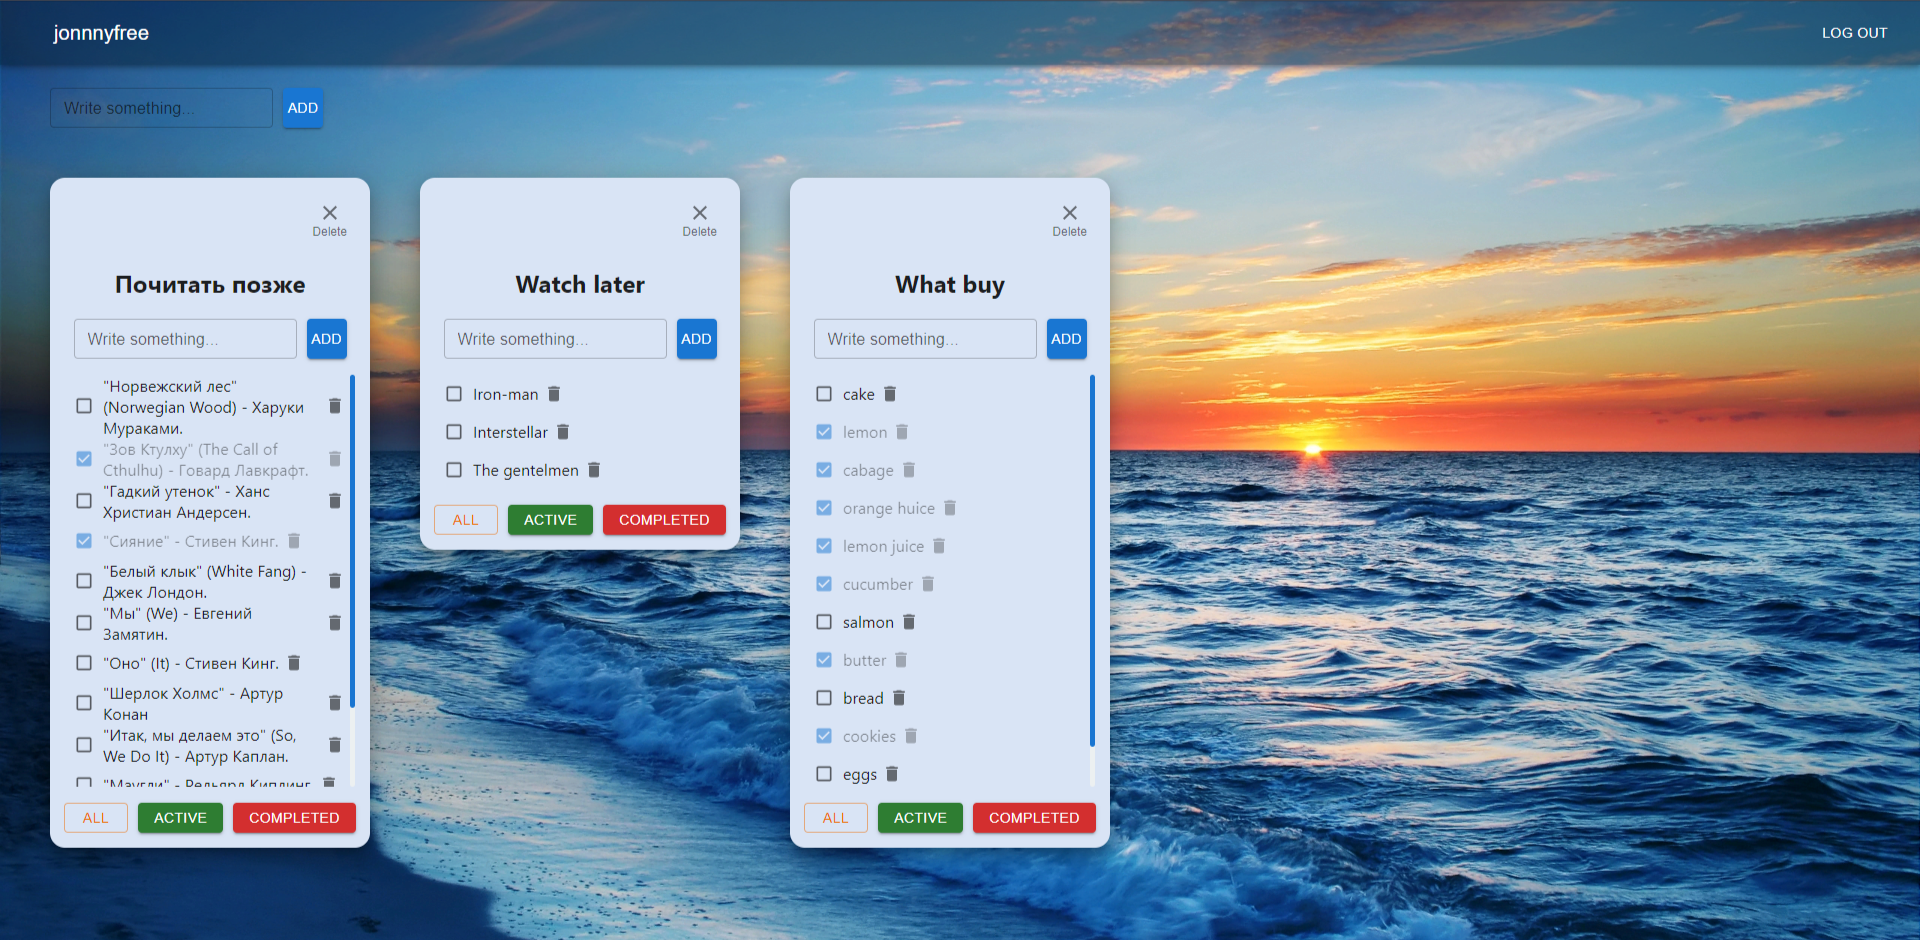 jonnnyfree
LOG OUT
Write something...
ADD
Delete
Почитать позже
Write something...
ADD
"Норвежский лес"
(Norwegian Wood) - Харуки
Мураками.
"Зов Ктулху" (The Call of
Cthulhu) - Говард Лавкрафт.
"Гадкий утенок" - Ханс
Христиан Андерсен.
"Сияние" - Стивен Кинг.
"Белый клык" (White Fang) -
Джек Лондон.
"Мы" (We) - Евгений
Замятин.
"Оно" (It) - Стивен Кинг.
"Шерлок Холмс" - Артур
Конан
"Итак, мы делаем это" (So,
We Do It) - Артур Каплан.
"Маугли" - Редьярд Киплинг
ALL
ACTIVE
COMPLETED
Delete
Watch later
Write something...
ADD
Iron-man
Interstellar
The gentelmen
ALL
ACTIVE
COMPLETED
Delete
What buy
Write something...
ADD
cake
lemon
cabage
orange huice
lemon juice
cucumber
salmon
butter
bread
cookies
eggs
ALL
ACTIVE
COMPLETED